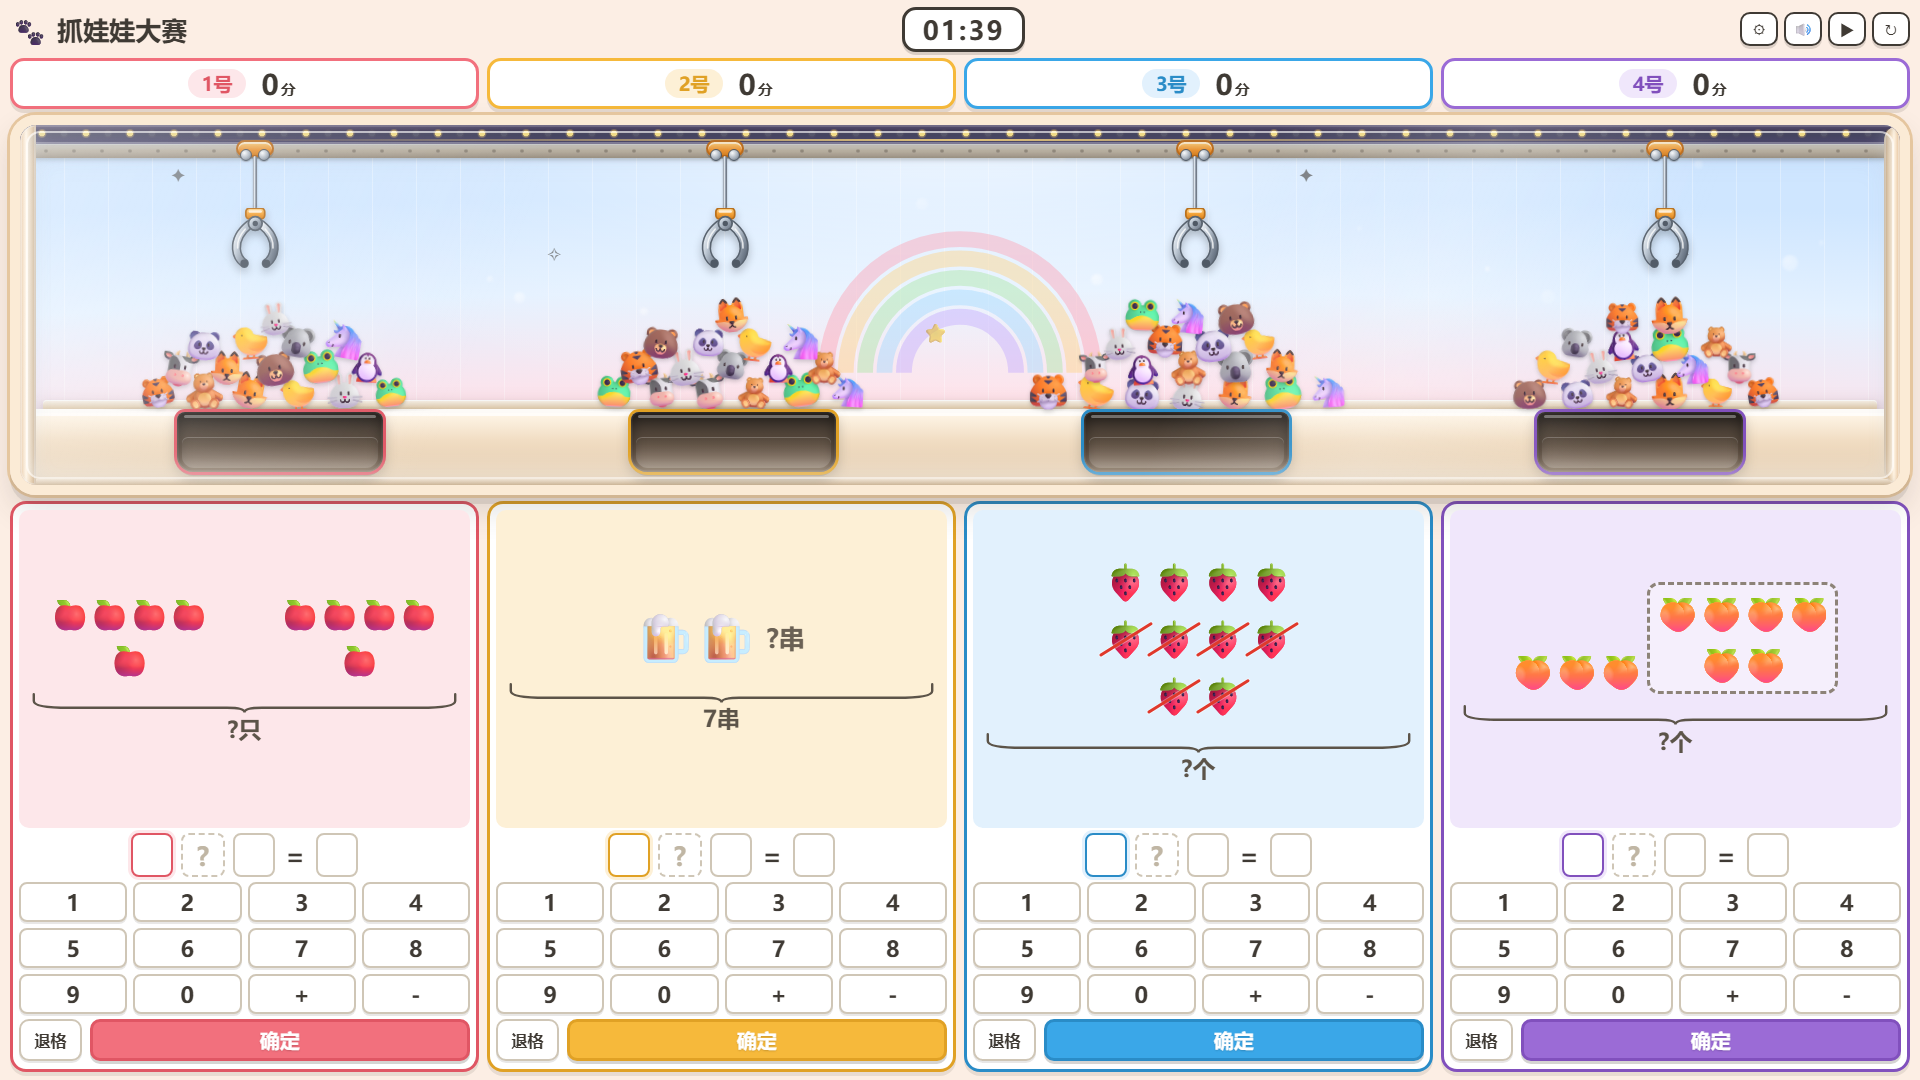 抓娃娃大赛
01:39
1号 0分
2号 0分
3号 0分
4号 0分
?只
?串
7串
?个
?个
? =
1 2 3 4
5 6 7 8
9 0 + -
退格 确定
? =
1 2 3 4
5 6 7 8
9 0 + -
退格 确定
? =
1 2 3 4
5 6 7 8
9 0 + -
退格 确定
? =
1 2 3 4
5 6 7 8
9 0 + -
退格 确定